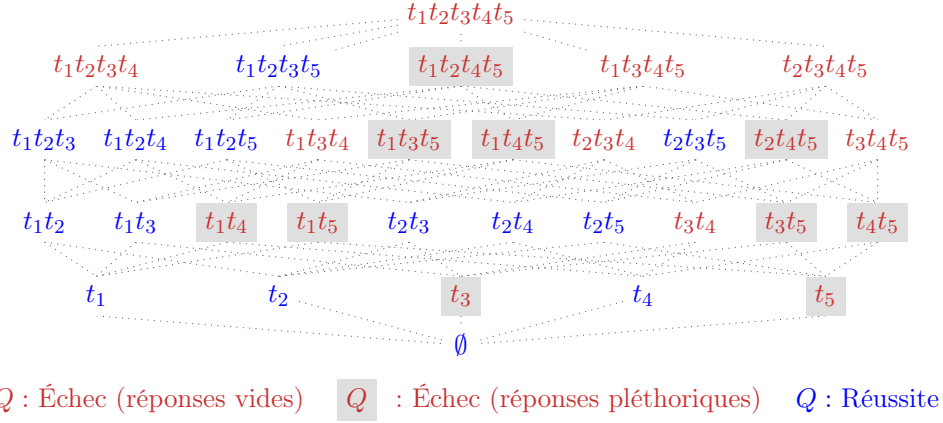 t₁t₂t₃t₄t₅
t₁t₂t₃t₄ t₁t₂t₃t₅ t₁t₂t₄t₅ t₁t₃t₄t₅ t₂t₃t₄t₅
t₁t₂t₃ t₁t₂t₄ t₁t₂t₅ t₁t₃t₄ t₁t₃t₅ t₁t₄t₅ t₂t₃t₄ t₂t₃t₅ t₂t₄t₅ t₃t₄t₅
t₁t₂ t₁t₃ t₁t₄ t₁t₅ t₂t₃ t₂t₄ t₂t₅ t₃t₄ t₃t₅ t₄t₅
t₁ t₂ t₃ t₄ t₅
∅
Q : Échec (réponses vides) Q : Échec (réponses pléthoriques) Q : Réussite